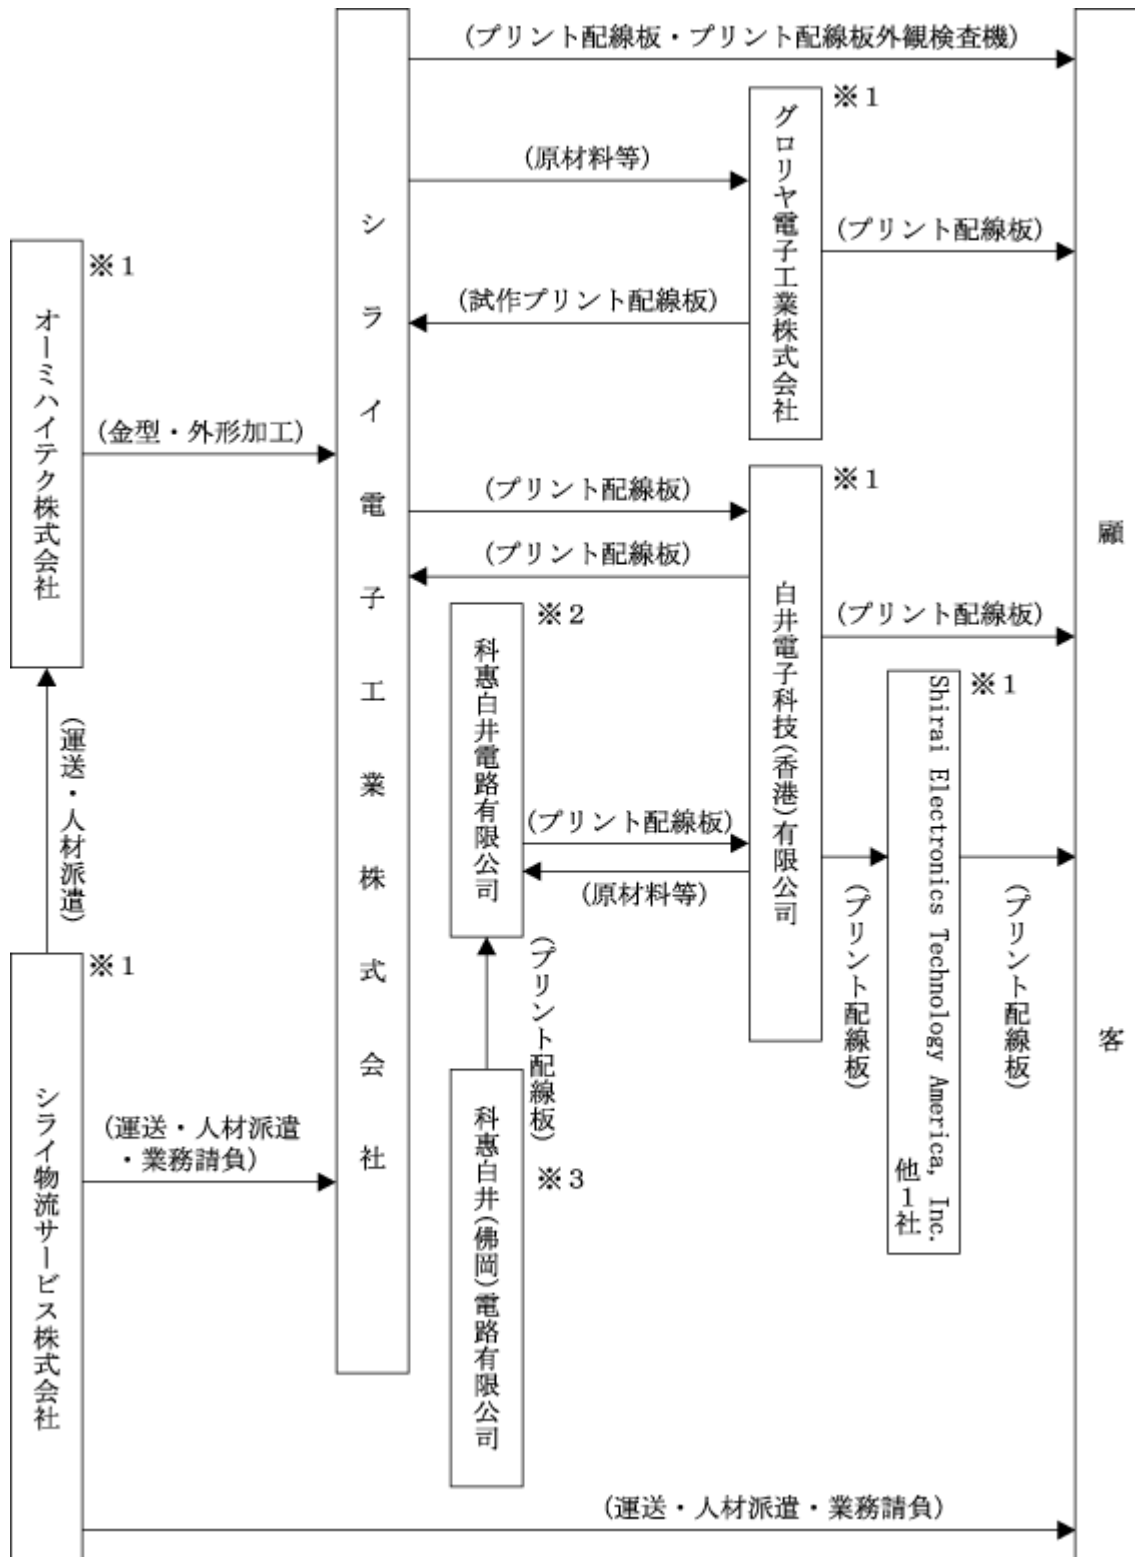 (プリント配線板・プリント配線板外観検査機)
※1
グロリヤ電子工業株式会社
(原材料等)
(プリント配線板)
(試作プリント配線板)
シライ電子工業株式会社
※1
オーミハイテク株式会社
(金型・外形加工)
※1
(プリント配線板)
(プリント配線板)
白井電子科技(香港)有限公司
(プリント配線板)
顧客
※2
科惠白井電路有限公司
(プリント配線板)
(原材料等)
※1
Shirai Electronics Technology America, Inc.
他1社
(プリント配線板)
(プリント配線板)
(運送・人材派遣)
(プリント配線板)
※3
科惠白井(佛岡)電路有限公司
※1
シライ物流サービス株式会社
(運送・人材派遣
・業務請負)
(運送・人材派遣・業務請負)